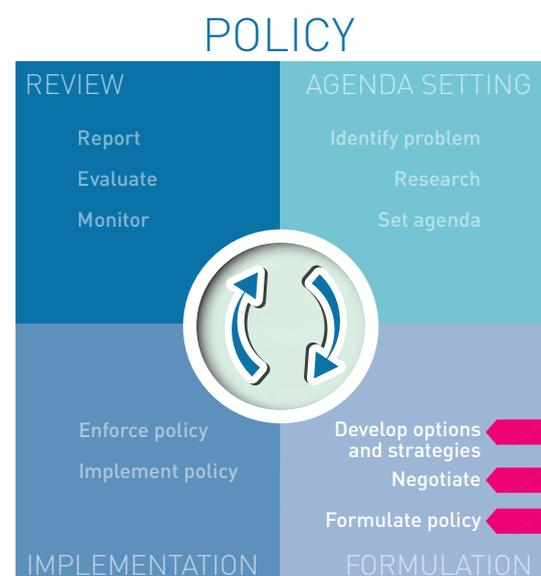 POLICY
REVIEW
Report
Evaluate
Monitor
AGENDA SETTING
Identify problem
Research
Set agenda
Enforce policy
Implement policy
IMPLEMENTATION
Develop options
and strategies
Negotiate
Formulate policy
FORMULATION